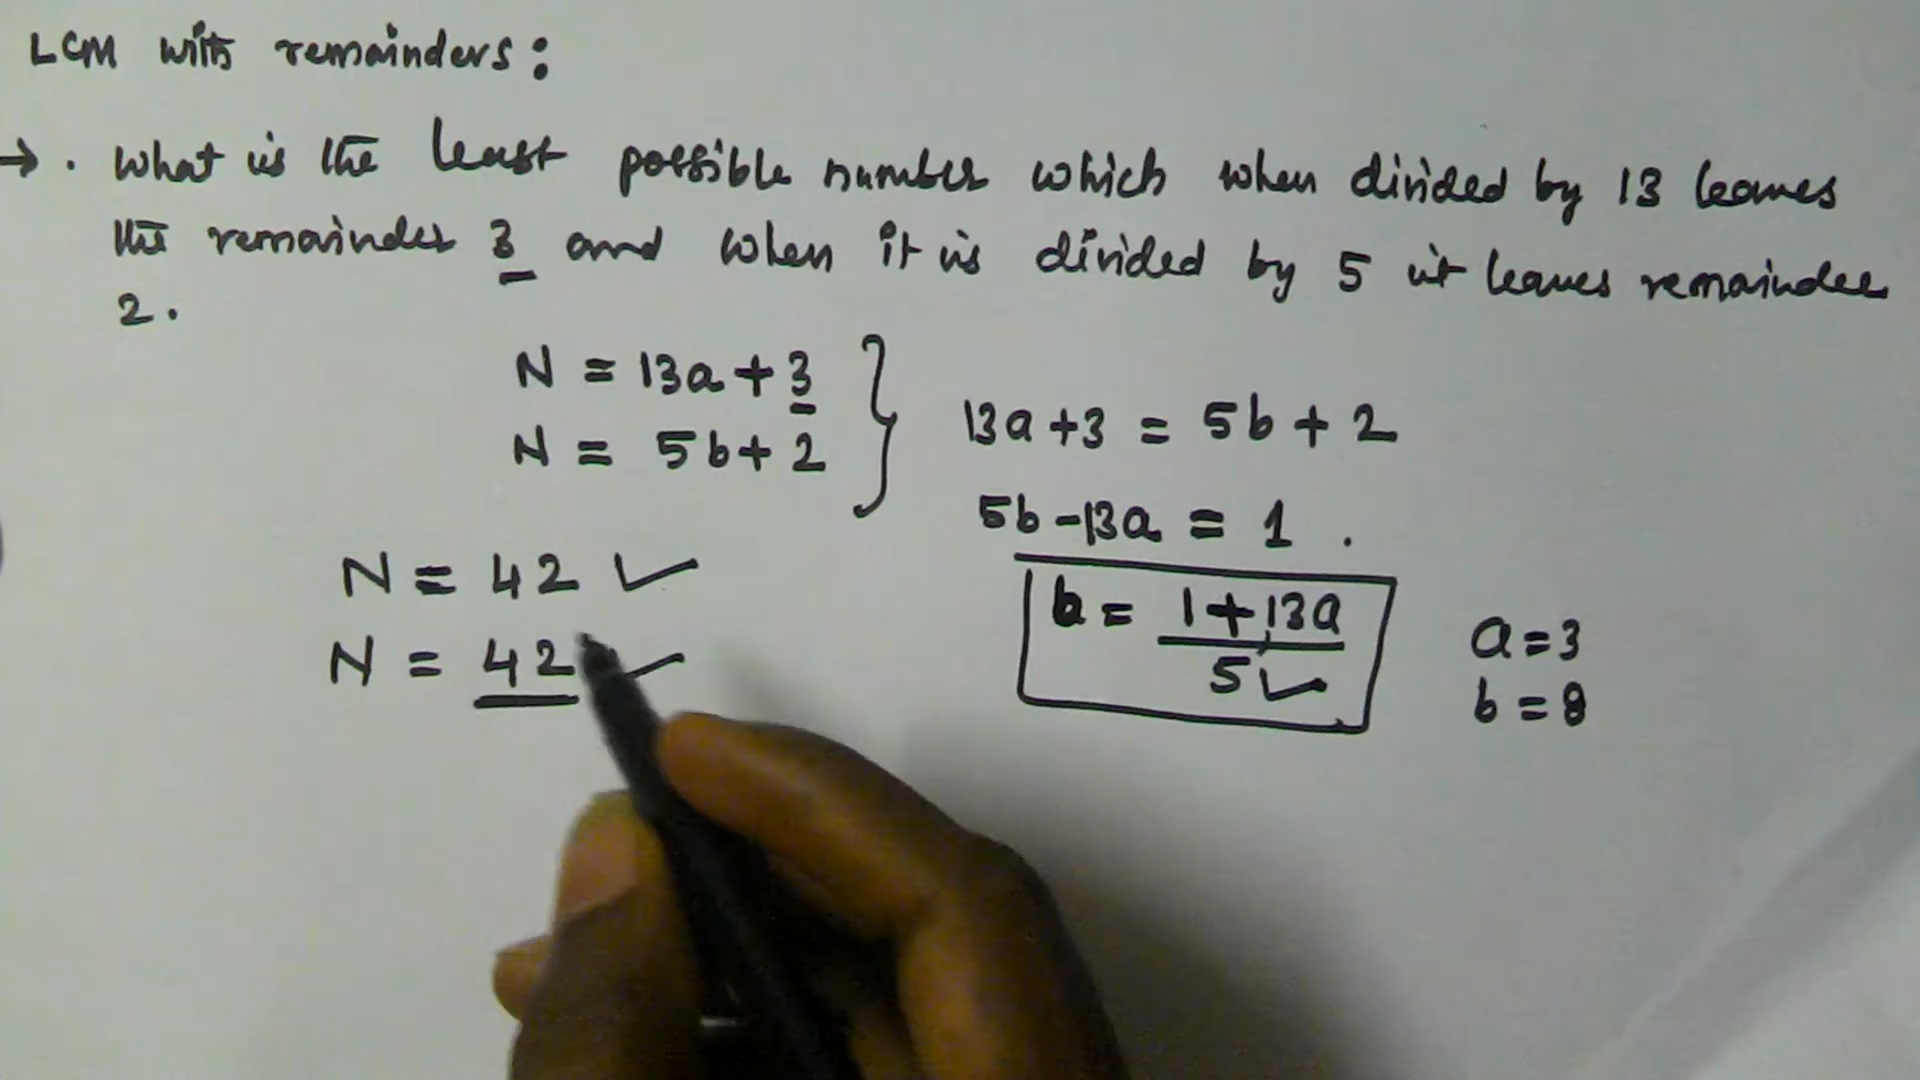 LCM with remainders:
→ . What is the least possible number which when divided by 13 leaves
the remainder 3 and when it is divided by 5 it leaves remainder
2.
N = 13a + 3
N = 5b + 2
13a + 3 = 5b + 2
5b - 13a = 1 .
N = 42 ✓
N = 42 ✓
b = (1 + 13a) / 5 ✓
a = 3
b = 8